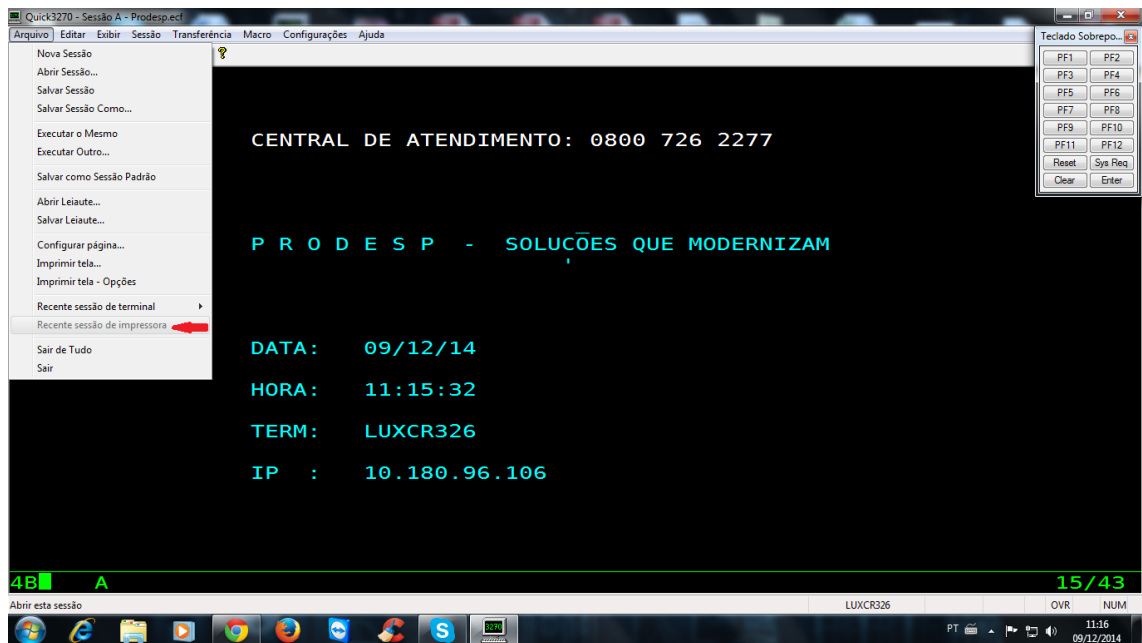 Quick3270 - Sessão A - Prodesp.ecf
Arquivo Editar Exibir Sessão Transferência Macro Configurações Ajuda
Nova Sessão
Abrir Sessão...
Salvar Sessão
Salvar Sessão Como...
Executar o Mesmo
Executar Outro...
Salvar como Sessão Padrão
Abrir Leiaute...
Salvar Leiaute...
Configurar página...
Imprimir tela...
Imprimir tela - Opções
Recente sessão de terminal
Recente sessão de impressora
Sair de Tudo
Sair
Teclado Sobrepo...
PF1 PF2
PF3 PF4
PF5 PF6
PF7 PF8
PF9 PF10
PF11 PF12
Reset Sys Req
Clear Enter
CENTRAL DE ATENDIMENTO: 0800 726 2277
P R O D E S P - SOLUCOES QUE MODERNIZAM
DATA: 09/12/14
HORA: 11:15:32
TERM: LUXCR326
IP : 10.180.96.106
4B A 15/43
Abrir esta sessão LUXCR326 OVR NUM
S 3270 PT 11:16
09/12/2014